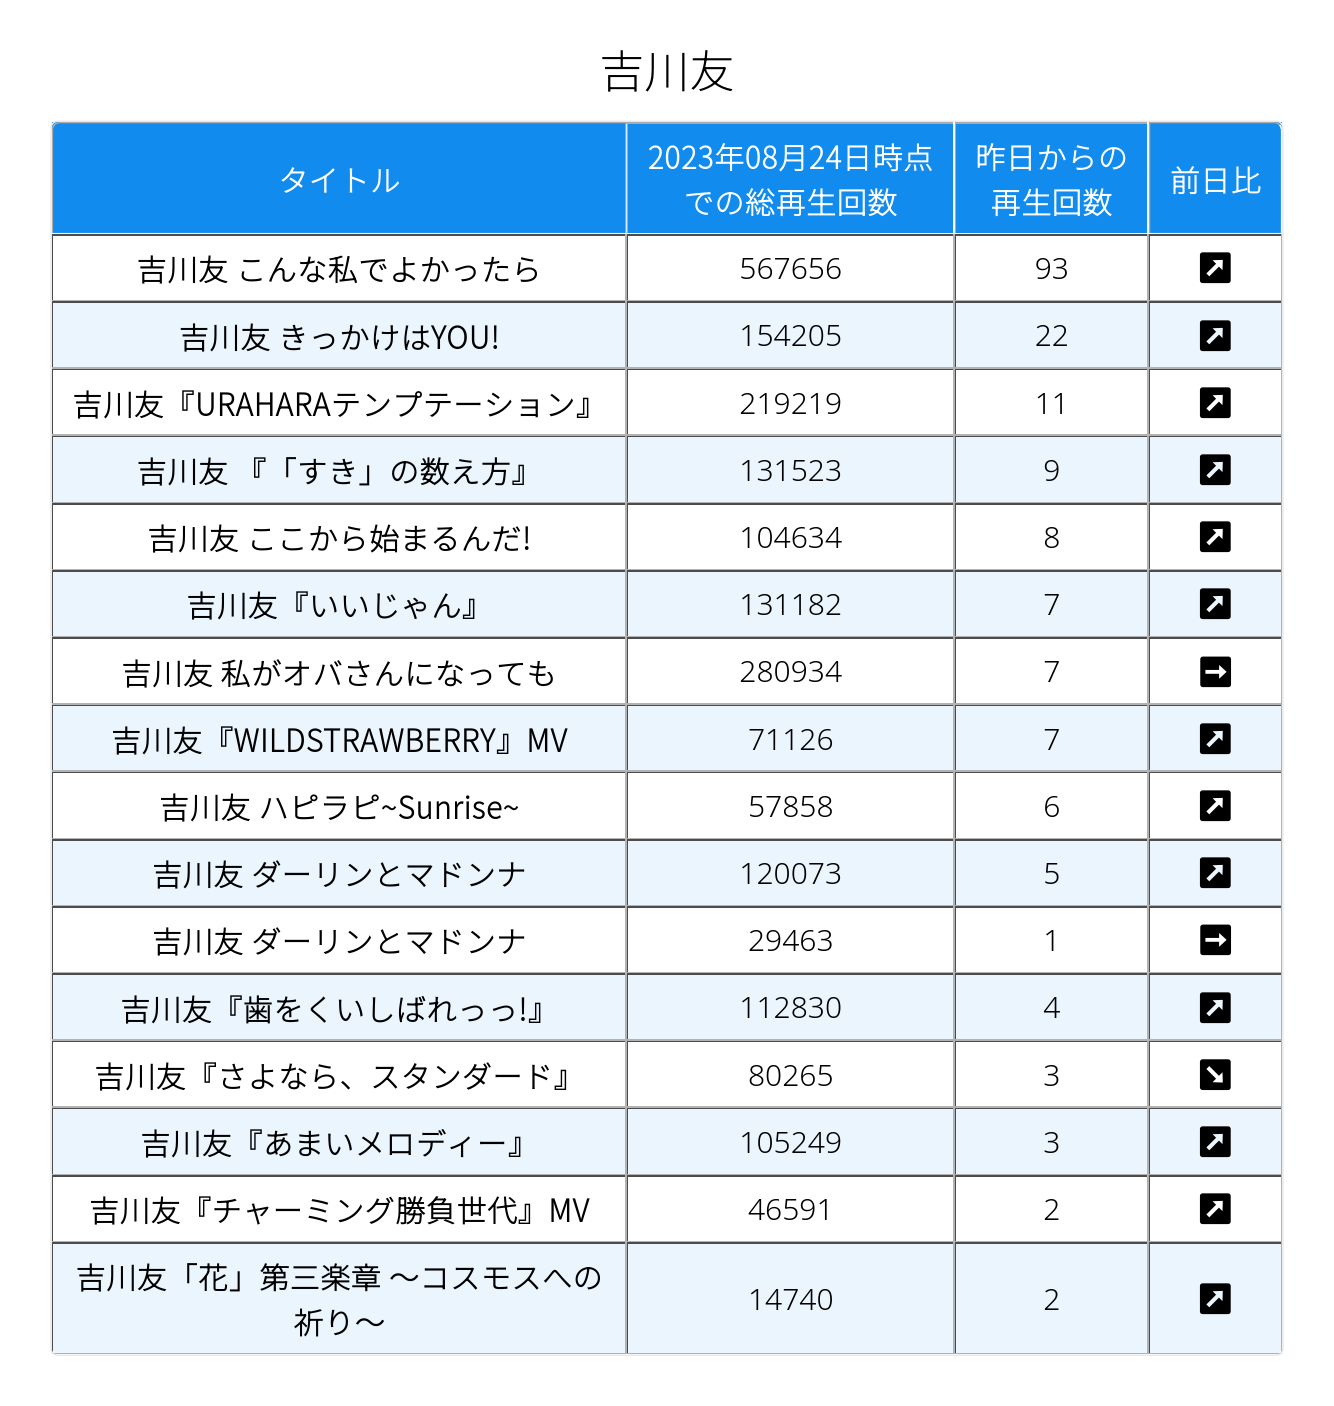 吉川友
タイトル
2023年08月24日時点
での総再生回数
昨日からの
再生回数
前日比
吉川友 こんな私でよかったら 567656 93 ↗
吉川友 きっかけはYOU! 154205 22 ↗
吉川友『URAHARAテンプテーション』 219219 11 ↗
吉川友 『「すき」の数え方』 131523 9 ↗
吉川友 ここから始まるんだ! 104634 8 ↗
吉川友『いいじゃん』 131182 7 ↗
吉川友 私がオバさんになっても 280934 7 →
吉川友『WILDSTRAWBERRY』MV 71126 7 ↗
吉川友 ハピラピ~Sunrise~ 57858 6 ↗
吉川友 ダーリンとマドンナ 120073 5 ↗
吉川友 ダーリンとマドンナ 29463 1 →
吉川友『歯をくいしばれっっ!』 112830 4 ↗
吉川友『さよなら、スタンダード』 80265 3 ↘
吉川友『あまいメロディー』 105249 3 ↗
吉川友『チャーミング勝負世代』MV 46591 2 ↗
吉川友「花」第三楽章 〜コスモスへの
祈り〜 14740 2 ↗